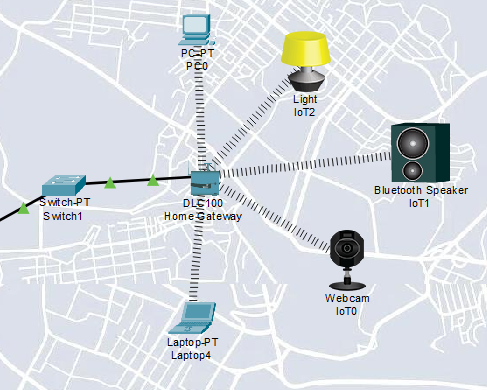 PC-PT
PC0
Light
IoT2
Bluetooth Speaker
IoT1
Switch-PT
Switch1
DLC100
Home Gateway
Webcam
IoT0
Laptop-PT
Laptop4